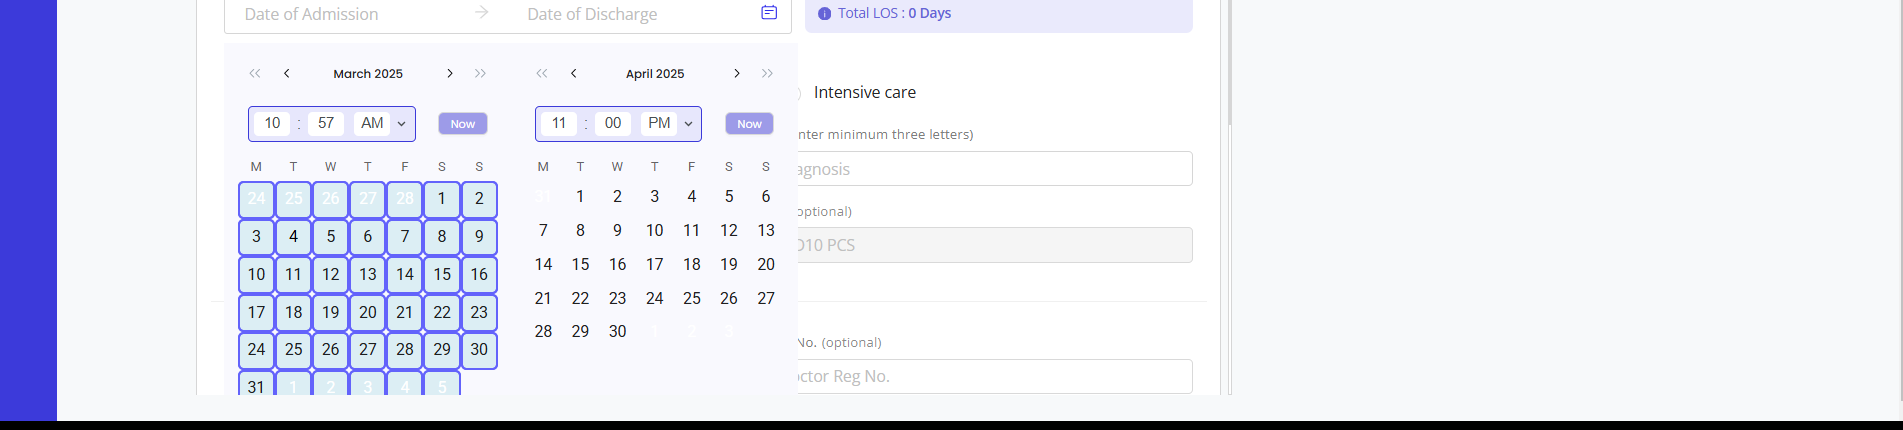 Date of Admission Date of Discharge Total LOS : 0 Days
March 2025 April 2025
Intensive care
10 : 57 AM Now 11 : 00 PM Now
nter minimum three letters)
M T W T F S S M T W T F S S
agnosis
24 25 26 27 28 1 2 31 1 2 3 4 5 6
optional)
3 4 5 6 7 8 9 7 8 9 10 11 12 13
D10 PCS
10 11 12 13 14 15 16 14 15 16 17 18 19 20
17 18 19 20 21 22 23 21 22 23 24 25 26 27
24 25 26 27 28 29 30 28 29 30 1 2 3
No. (optional)
31 1 2 3 4 5
ctor Reg No.